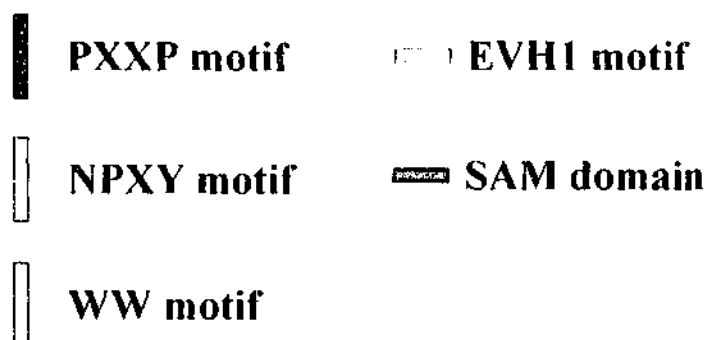 PXXP motif
EVH1 motif
NPXY motif
SAM domain
WW motif